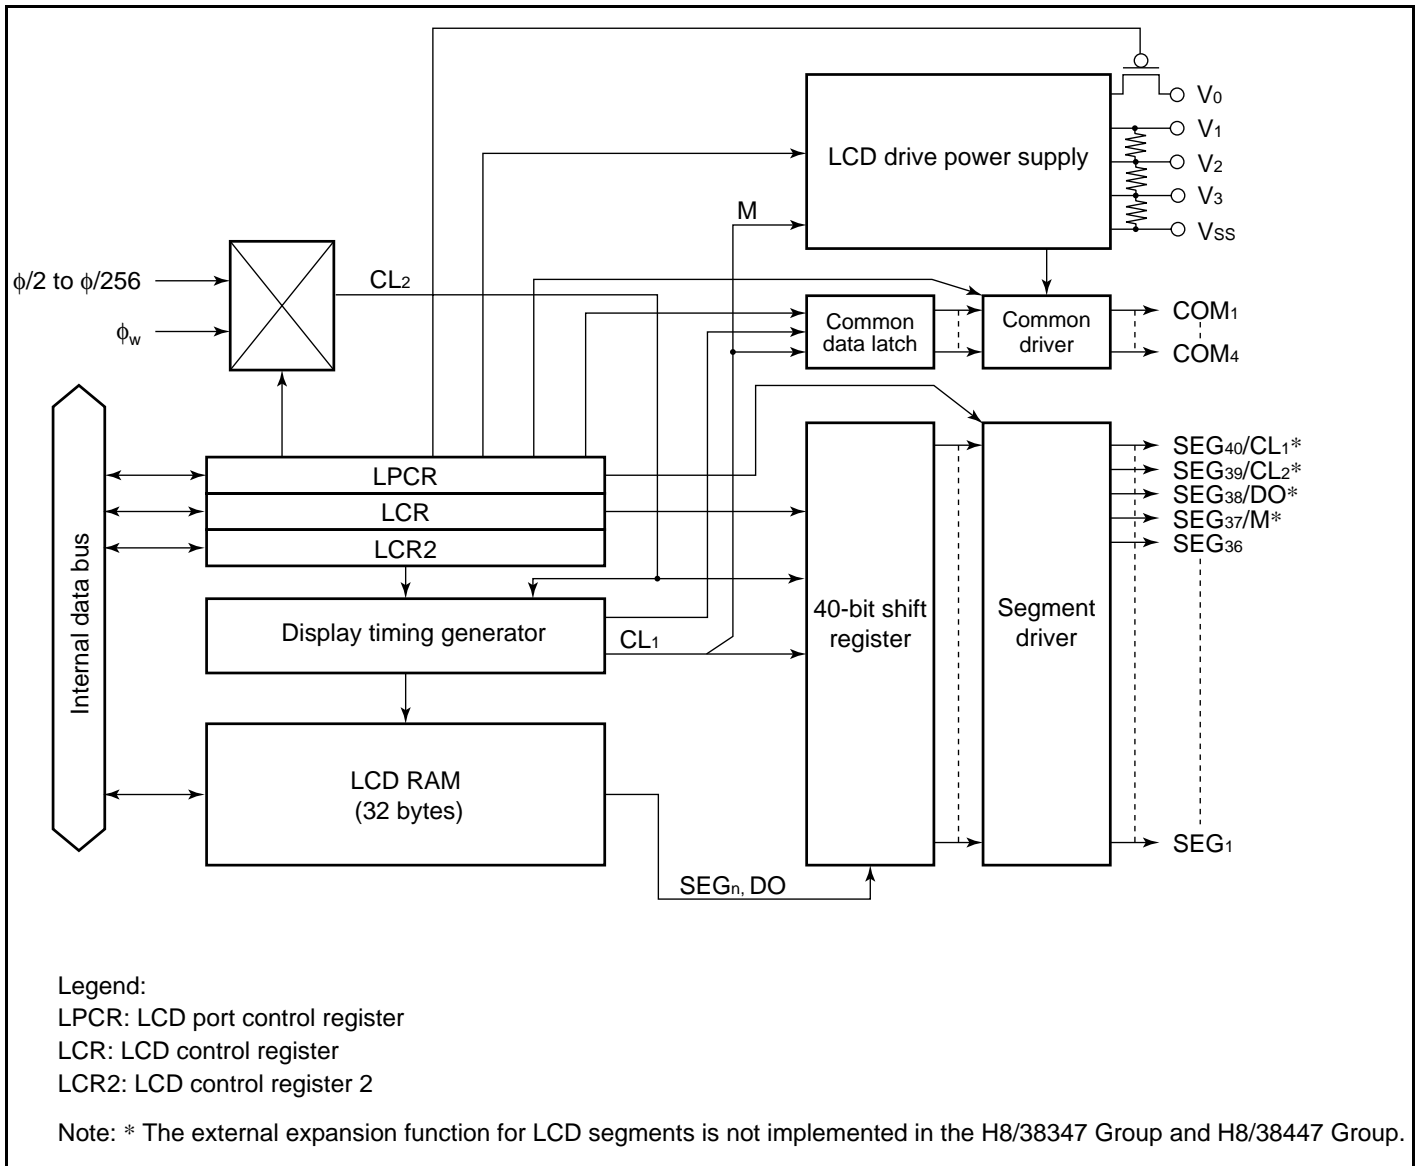 V0
V1
LCD drive power supply
V2
V3
M
VSS
ϕ/2 to ϕ/256
CL2
ϕw
Common
data latch
Common
driver
COM1
COM4
SEG40/CL1*
LPCR
SEG39/CL2*
SEG38/DO*
LCR
SEG37/M*
LCR2
SEG36
Internal data bus
Display timing generator
CL1
40-bit shift
register
Segment
driver
LCD RAM
(32 bytes)
SEG1
SEGn, DO
Legend:
LPCR: LCD port control register
LCR: LCD control register
LCR2: LCD control register 2
Note: * The external expansion function for LCD segments is not implemented in the H8/38347 Group and H8/38447 Group.